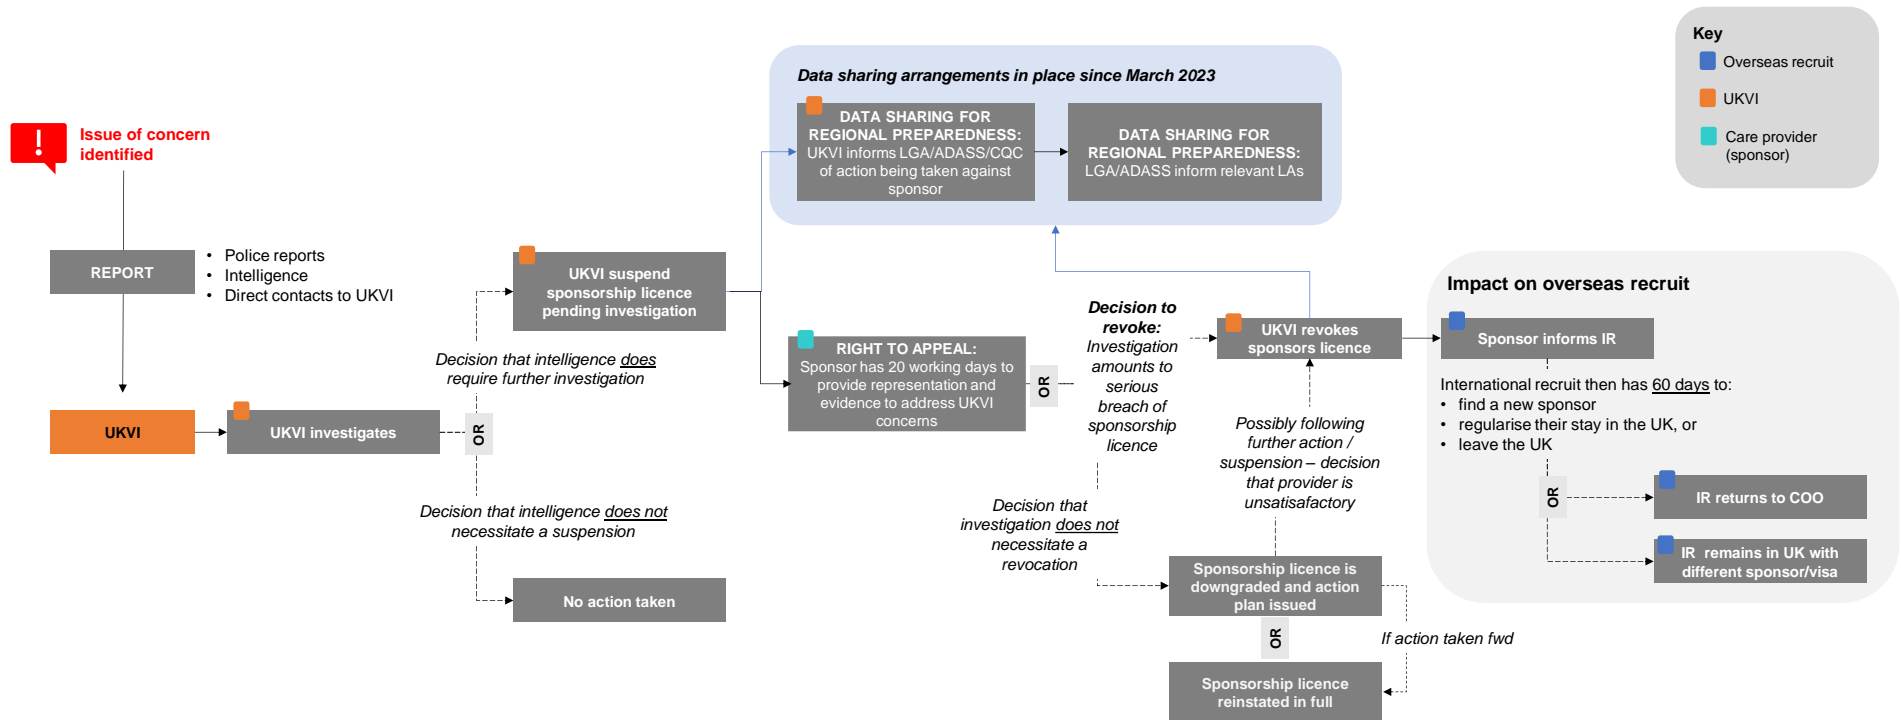 Key
Overseas recruit
UKVI
Care provider
(sponsor)
Data sharing arrangements in place since March 2023
DATA SHARING FOR
REGIONAL PREPAREDNESS:
UKVI informs LGA/ADASS/CQC
of action being taken against
sponsor
DATA SHARING FOR
REGIONAL PREPAREDNESS:
LGA/ADASS inform relevant LAs
!
Issue of concern
identified
REPORT
• Police reports
• Intelligence
• Direct contacts to UKVI
UKVI
UKVI investigates
OR
Decision that intelligence does
require further investigation
Decision that intelligence does not
necessitate a suspension
No action taken
UKVI suspend
sponsorship licence
pending investigation
RIGHT TO APPEAL:
Sponsor has 20 working days to
provide representation and
evidence to address UKVI
concerns
OR
Decision to
revoke:
Investigation
amounts to
serious
breach of
sponsorship
licence
Decision that
investigation does not
necessitate a
revocation
UKVI revokes
sponsors licence
Possibly following
further action /
suspension – decision
that provider is
unsatisafactory
Sponsorship licence is
downgraded and action
plan issued
OR
If action taken fwd
Sponsorship licence
reinstated in full
Impact on overseas recruit
Sponsor informs IR
International recruit then has 60 days to:
• find a new sponsor
• regularise their stay in the UK, or
• leave the UK
OR
IR returns to COO
IR remains in UK with
different sponsor/visa